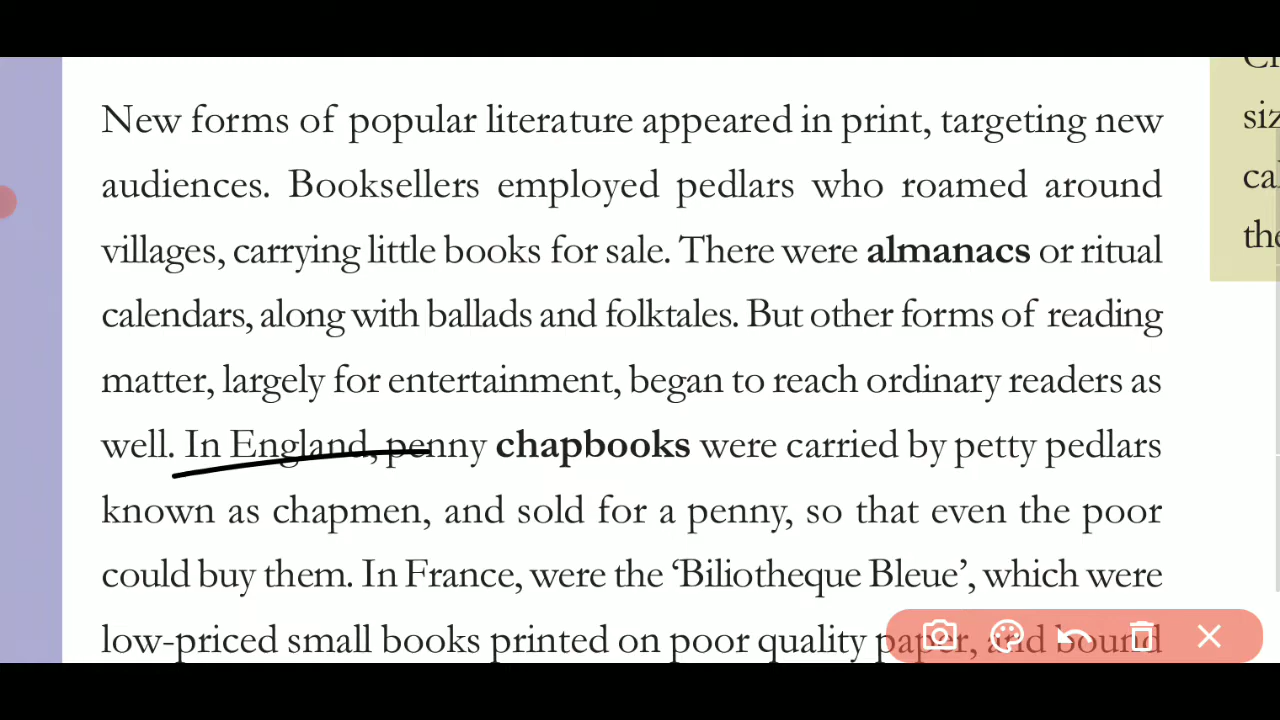 New forms of popular literature appeared in print, targeting new
audiences. Booksellers employed pedlars who roamed around
villages, carrying little books for sale. There were almanacs or ritual
calendars, along with ballads and folktales. But other forms of reading
matter, largely for entertainment, began to reach ordinary readers as
well. In England, penny chapbooks were carried by petty pedlars
known as chapmen, and sold for a penny, so that even the poor
could buy them. In France, were the ‘Biliotheque Bleue’, which were
low-priced small books printed on poor quality paper, and bound